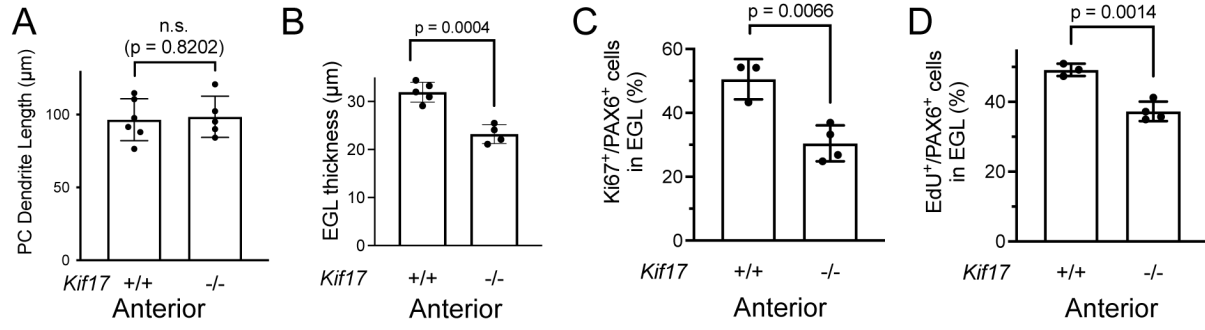 A
n.s.
(p = 0.8202)
PC Dendrite Length (µm)
100
50
0
Kif17 +/+ -/-
Anterior
B
p = 0.0004
EGL thickness (µm)
30
20
10
0
Kif17 +/+ -/-
Anterior
C
p = 0.0066
Ki67+/PAX6+ cells
in EGL (%)
60
40
20
0
Kif17 +/+ -/-
Anterior
D
p = 0.0014
EdU+/PAX6+ cells
in EGL (%)
40
20
0
Kif17 +/+ -/-
Anterior